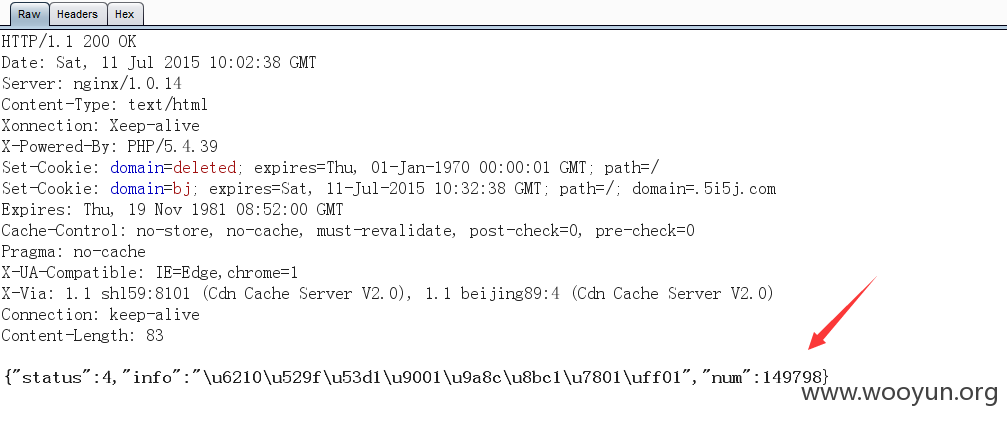 Raw Headers Hex
HTTP/1.1 200 OK
Date: Sat, 11 Jul 2015 10:02:38 GMT
Server: nginx/1.0.14
Content-Type: text/html
Xonnection: Xeep-alive
X-Powered-By: PHP/5.4.39
Set-Cookie: domain=deleted; expires=Thu, 01-Jan-1970 00:00:01 GMT; path=/
Set-Cookie: domain=bj; expires=Sat, 11-Jul-2015 10:32:38 GMT; path=/; domain=.5i5j.com
Expires: Thu, 19 Nov 1981 08:52:00 GMT
Cache-Control: no-store, no-cache, must-revalidate, post-check=0, pre-check=0
Pragma: no-cache
X-UA-Compatible: IE=Edge,chrome=1
X-Via: 1.1 shl59:8101 (Cdn Cache Server V2.0), 1.1 beijing89:4 (Cdn Cache Server V2.0)
Connection: keep-alive
Content-Length: 83
{"status":4,"info":"\u6210\u529f\u53d1\u9001\u9a8c\u8bc1\u7801\uff01","num":149798}
www.wooyun.org